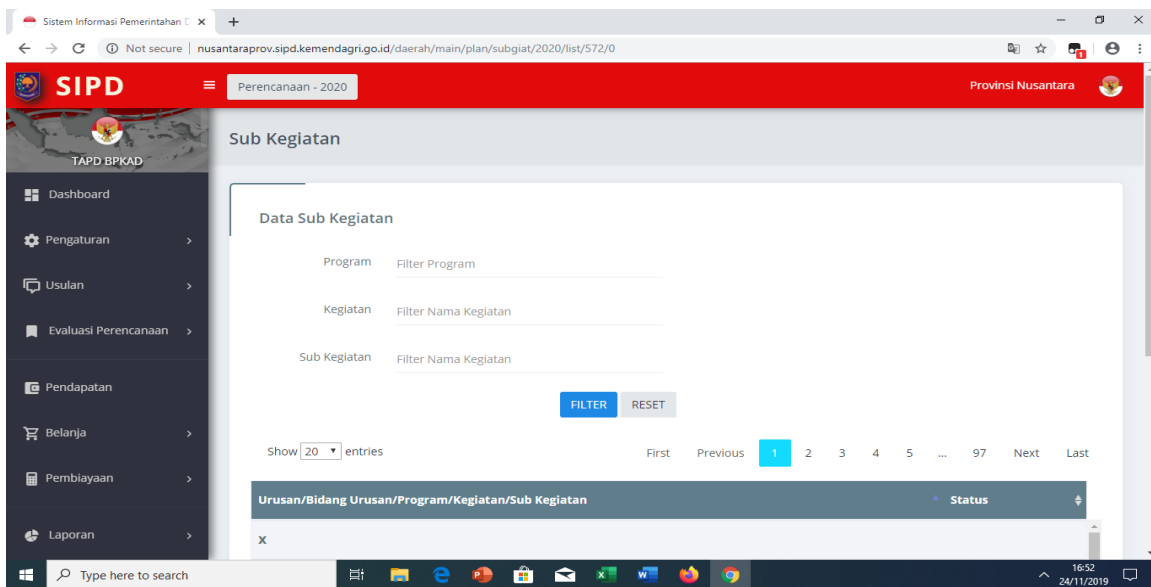 Sistem Informasi Pemerintahan D
Not secure | nusantaraprov.sipd.kemendagri.go.id/daerah/main/plan/subgiat/2020/list/572/0
1
SIPD
Perencanaan - 2020
Provinsi Nusantara
TAPD BPKAD
Sub Kegiatan
Dashboard
Pengaturan
Usulan
Evaluasi Perencanaan
Pendapatan
Belanja
Pembiayaan
Laporan
Data Sub Kegiatan
Program Filter Program
Kegiatan Filter Nama Kegiatan
Sub Kegiatan Filter Nama Kegiatan
FILTER RESET
Show 20 entries First Previous 1 2 3 4 5 ... 97 Next Last
Urusan/Bidang Urusan/Program/Kegiatan/Sub Kegiatan Status
X
Type here to search
16:52
24/11/2019